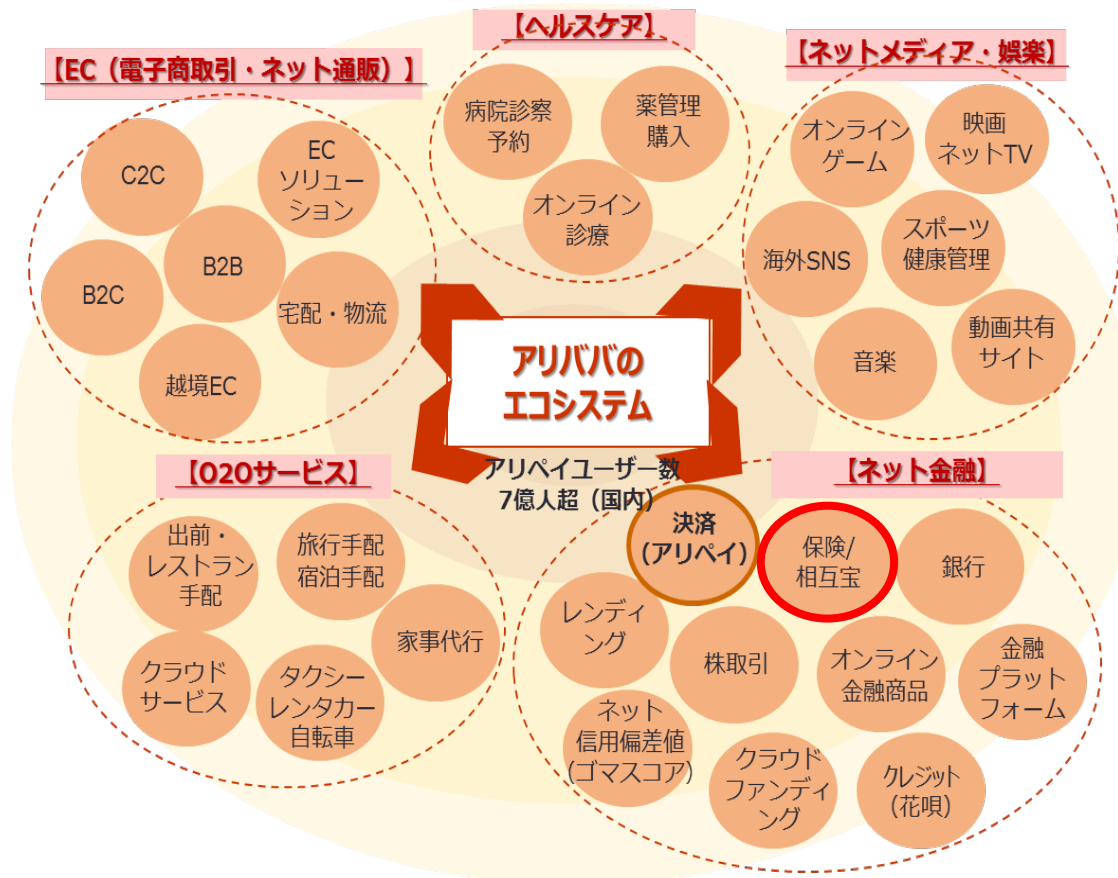 【ヘルスケア】
【EC（電子商取引・ネット通販）】
【ネットメディア・娯楽】
病院診察
予約
薬管理
購入
オンライン
診療
C2C
EC
ソリュー
ション
B2C
B2B
宅配・物流
越境EC
オンライン
ゲーム
映画
ネットTV
海外SNS
スポーツ
健康管理
音楽
動画共有
サイト
アリババの
エコシステム
アリペイユーザー数
7億人超（国内）
【O2Oサービス】
出前・
レストラン
手配
旅行手配
宿泊手配
家事代行
クラウド
サービス
タクシー
レンタカー
自転車
【ネット金融】
決済
（アリペイ）
保険/
相互宝
銀行
レンディ
ング
株取引
オンライン
金融商品
金融
プラット
フォーム
ネット
信用偏差値
（ゴマスコア）
クラウド
ファンディ
ング
クレジット
（花唄）